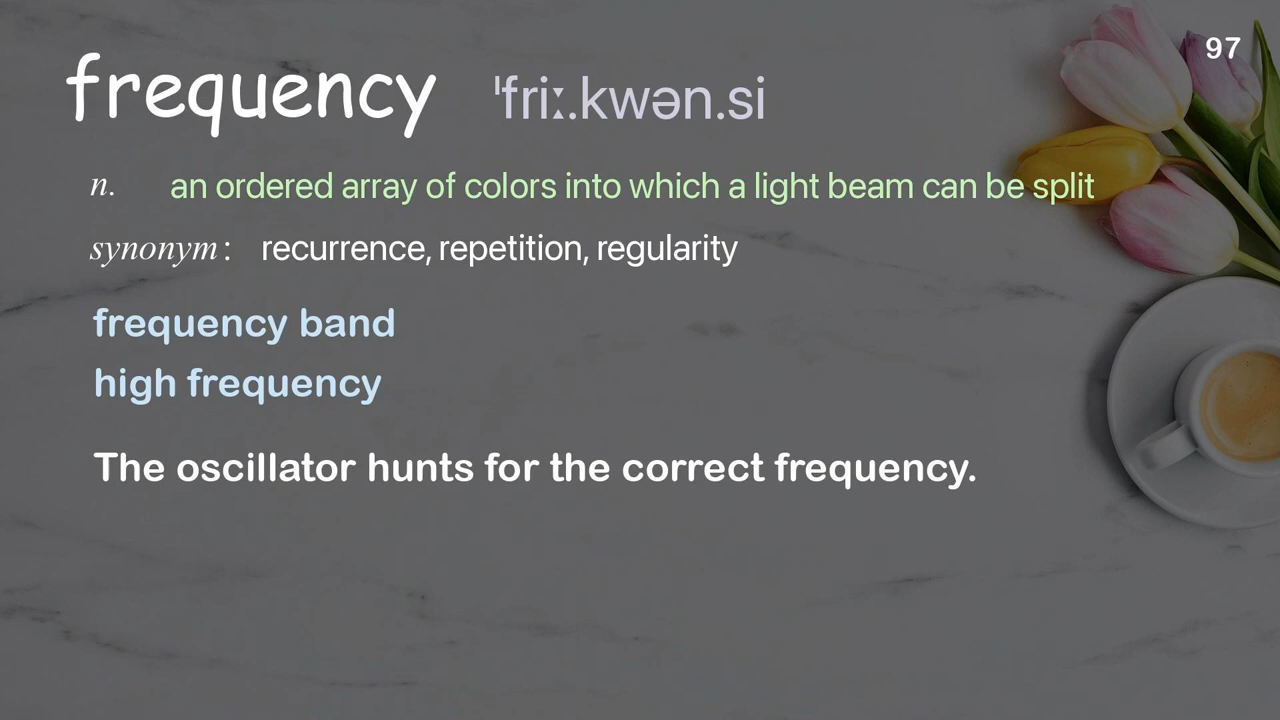 97
frequency ˈfriː.kwən.si
n. an ordered array of colors into which a light beam can be split
synonym: recurrence, repetition, regularity
frequency band
high frequency
The oscillator hunts for the correct frequency.